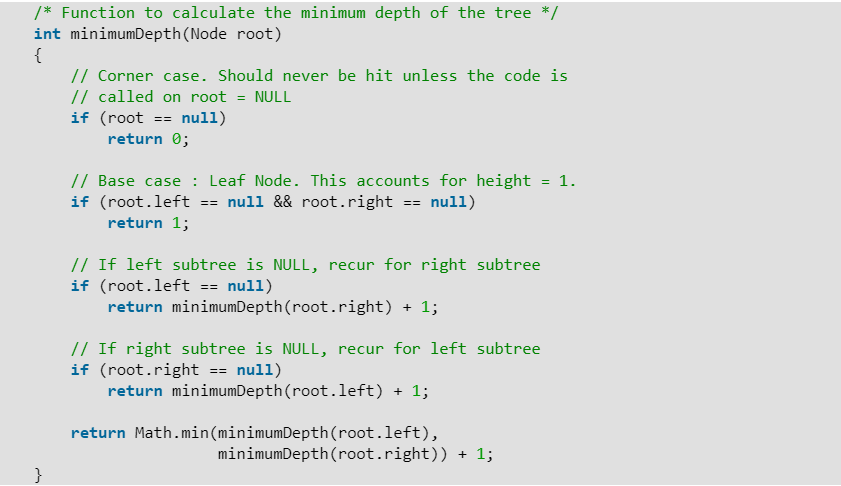 /* Function to calculate the minimum depth of the tree */
int minimumDepth(Node root)
{
    // Corner case. Should never be hit unless the code is
    // called on root = NULL
    if (root == null)
        return 0;

    // Base case : Leaf Node. This accounts for height = 1.
    if (root.left == null && root.right == null)
        return 1;

    // If left subtree is NULL, recur for right subtree
    if (root.left == null)
        return minimumDepth(root.right) + 1;

    // If right subtree is NULL, recur for left subtree
    if (root.right == null)
        return minimumDepth(root.left) + 1;

    return Math.min(minimumDepth(root.left),
                    minimumDepth(root.right)) + 1;
}